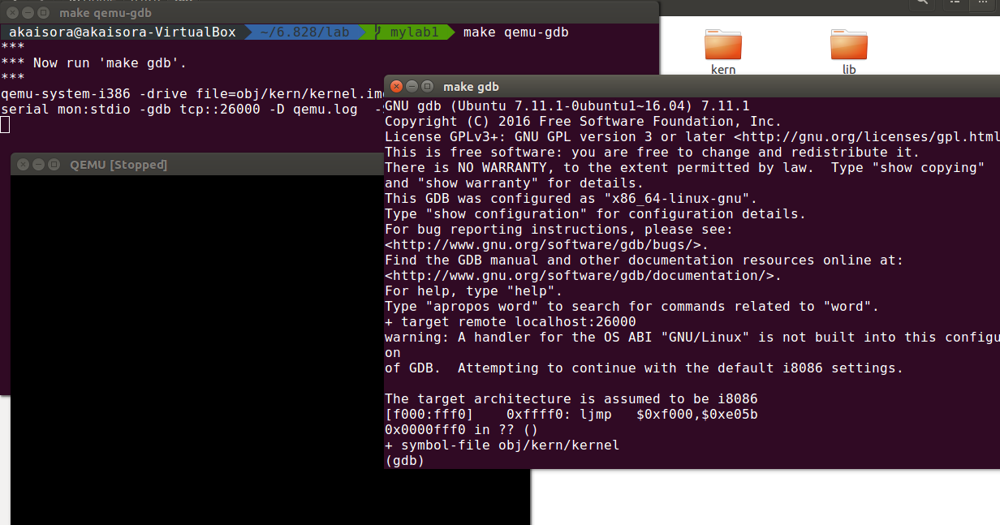 make qemu-gdb
akaisora@akaisora-VirtualBox ~/6.828/lab mylab1 make qemu-gdb
***
*** Now run 'make gdb'.
***
qemu-system-i386 -drive file=obj/kern/kernel.im
serial mon:stdio -gdb tcp::26000 -D qemu.log
QEMU [Stopped]
kern
lib
make gdb
GNU gdb (Ubuntu 7.11.1-0ubuntu1~16.04) 7.11.1
Copyright (C) 2016 Free Software Foundation, Inc.
License GPLv3+: GNU GPL version 3 or later <http://gnu.org/licenses/gpl.html
This is free software: you are free to change and redistribute it.
There is NO WARRANTY, to the extent permitted by law.  Type "show copying"
and "show warranty" for details.
This GDB was configured as "x86_64-linux-gnu".
Type "show configuration" for configuration details.
For bug reporting instructions, please see:
<http://www.gnu.org/software/gdb/bugs/>.
Find the GDB manual and other documentation resources online at:
<http://www.gnu.org/software/gdb/documentation/>.
For help, type "help".
Type "apropos word" to search for commands related to "word".
+ target remote localhost:26000
warning: A handler for the OS ABI "GNU/Linux" is not built into this configu
on
of GDB.  Attempting to continue with the default i8086 settings.
The target architecture is assumed to be i8086
[f000:fff0]    0xffff0: ljmp   $0xf000,$0xe05b
0x0000fff0 in ?? ()
+ symbol-file obj/kern/kernel
(gdb)